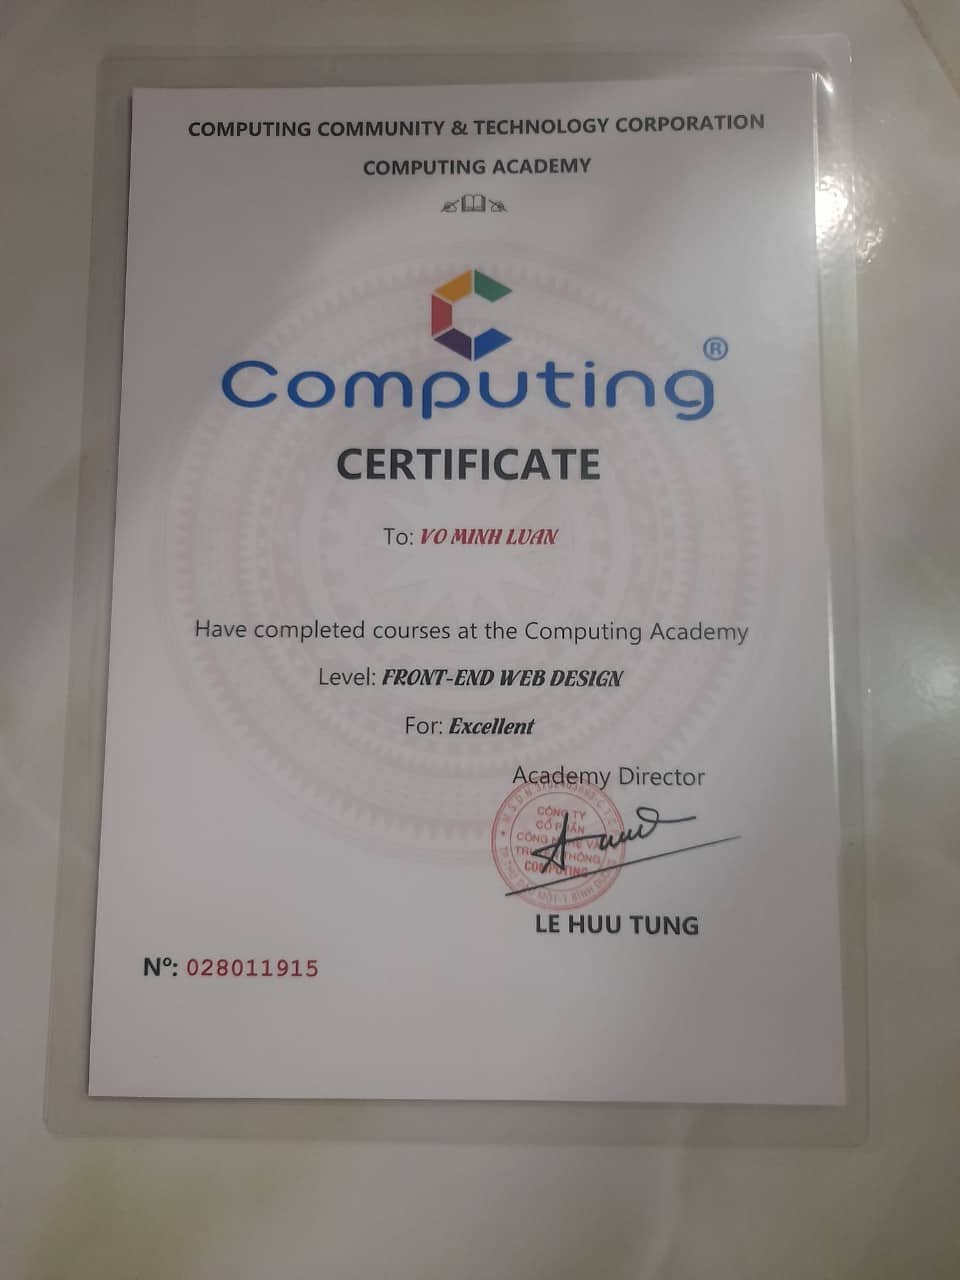 COMPUTING COMMUNITY & TECHNOLOGY CORPORATION
COMPUTING ACADEMY
Computing®
CERTIFICATE
To: VO MINH LUAN
Have completed courses at the Computing Academy
Level: FRONT-END WEB DESIGN
For: Excellent
Academy Director
CÔNG TY
CỔ PHẦN
CÔNG NGHỆ VÀ
TRUYỀN THÔNG
COMPUTING
LE HUU TUNG
Nº: 028011915